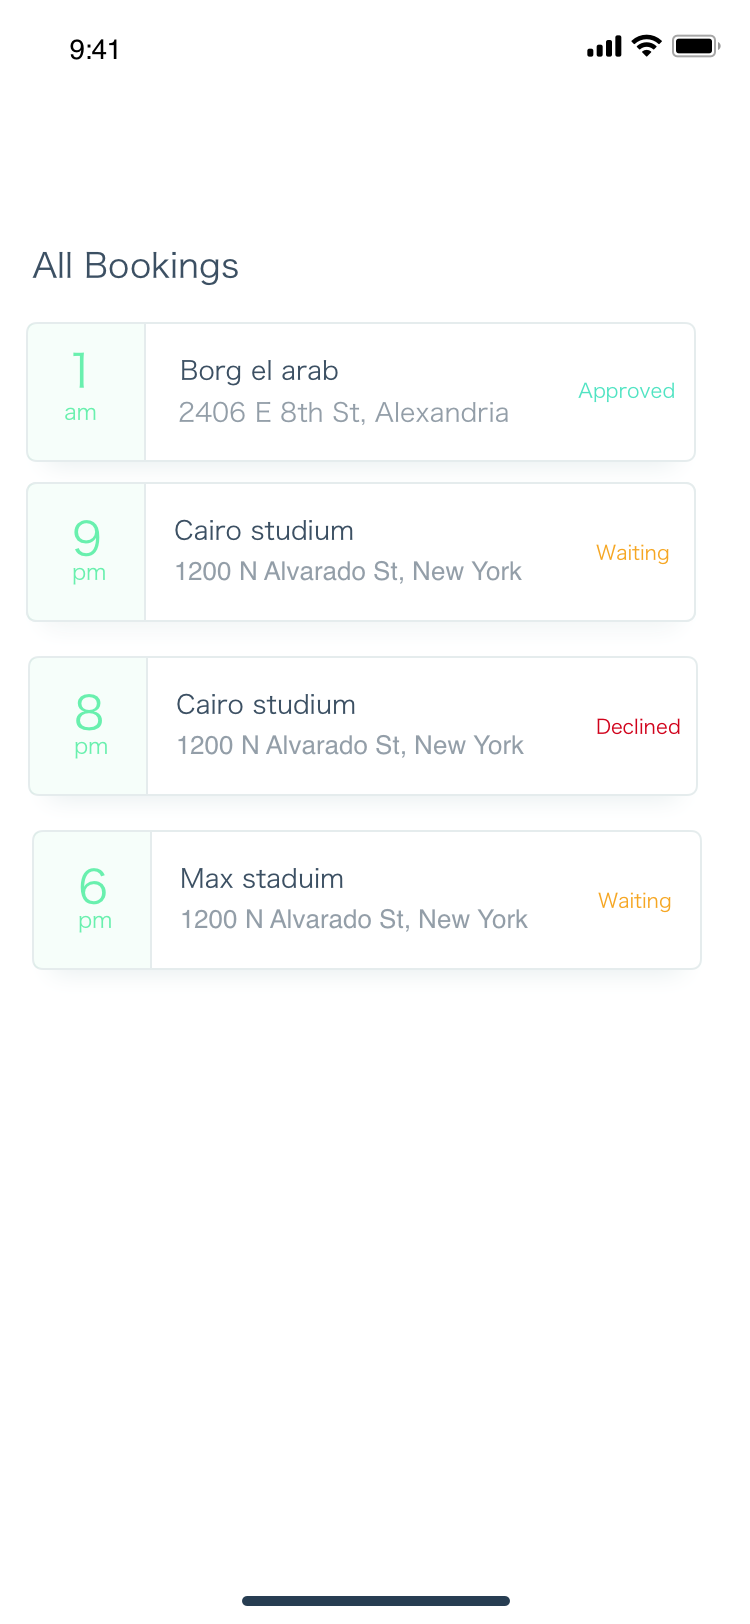 9:41
All Bookings
1
am
Borg el arab
2406 E 8th St, Alexandria
Approved
9
pm
Cairo studium
1200 N Alvarado St, New York
Waiting
8
pm
Cairo studium
1200 N Alvarado St, New York
Declined
6
pm
Max staduim
1200 N Alvarado St, New York
Waiting